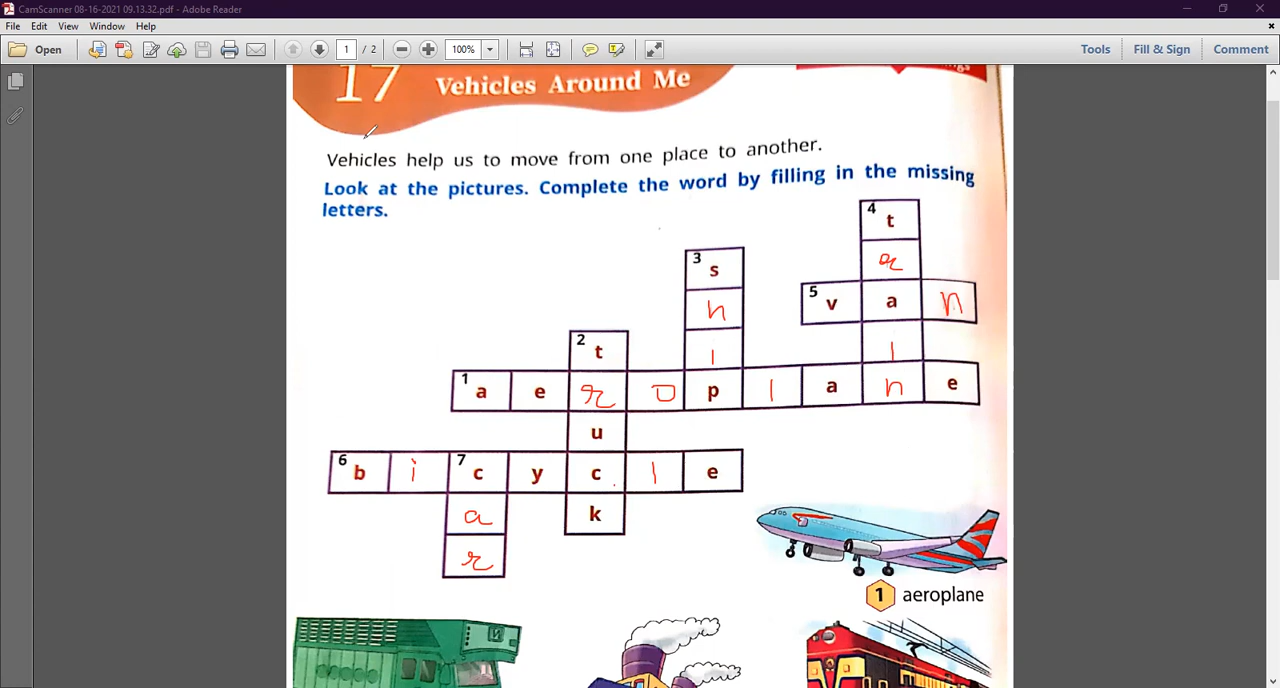 CamScanner 08-16-2021 09.13.32.pdf - Adobe Reader
File Edit View Window Help
Open 1 / 2 100% Tools Fill & Sign Comment
17 Vehicles Around Me
Vehicles help us to move from one place to another.
Look at the pictures. Complete the word by filling in the missing
letters.
4 t
r
3 s
5 v a n
h
2 t
i i
1 a e r o p l a n e
u
6 b i 7 c y c l e
a k
r
1 aeroplane